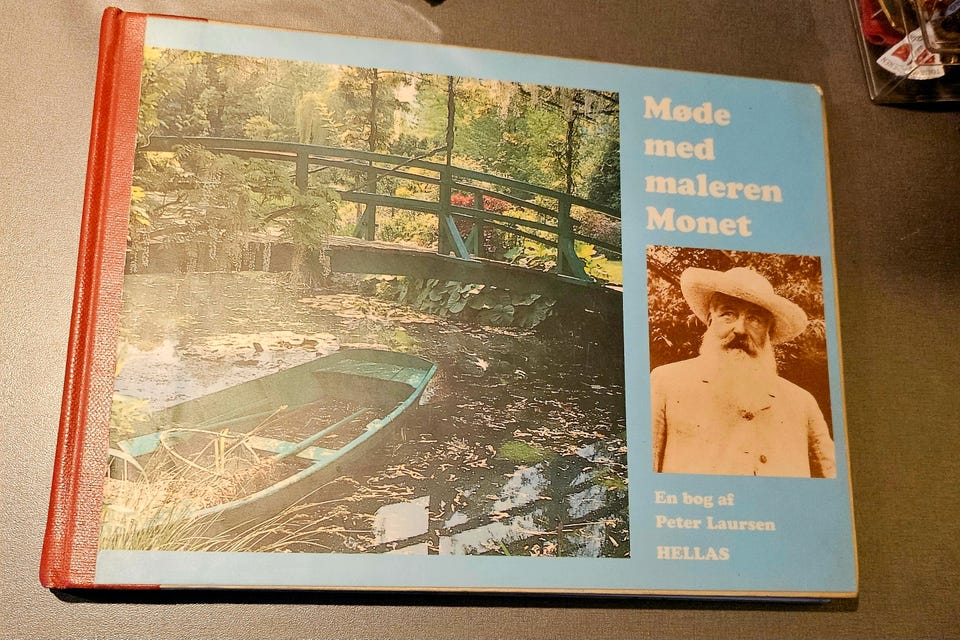 Møde
med
maleren
Monet
En bog af
Peter Laursen
HELLAS